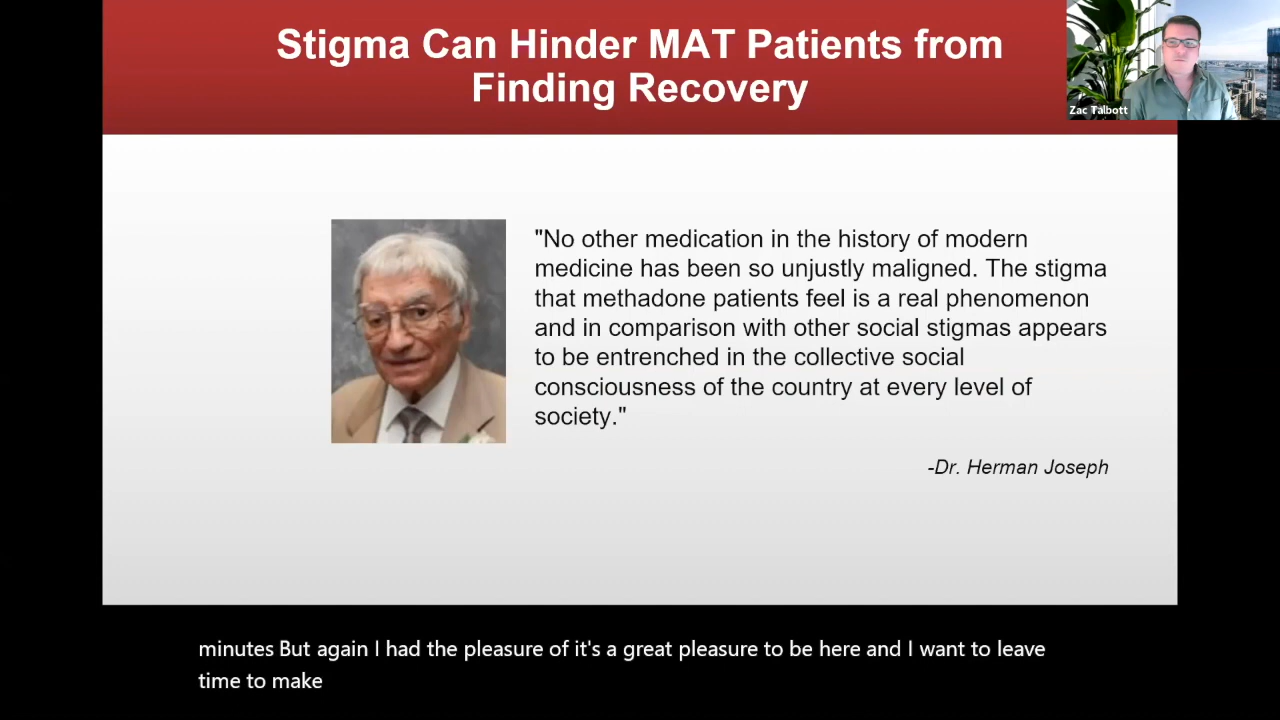 Stigma Can Hinder MAT Patients from
Finding Recovery
Zac Talbott
"No other medication in the history of modern
medicine has been so unjustly maligned. The stigma
that methadone patients feel is a real phenomenon
and in comparison with other social stigmas appears
to be entrenched in the collective social
consciousness of the country at every level of
society."
-Dr. Herman Joseph
minutes But again I had the pleasure of it's a great pleasure to be here and I want to leave
time to make